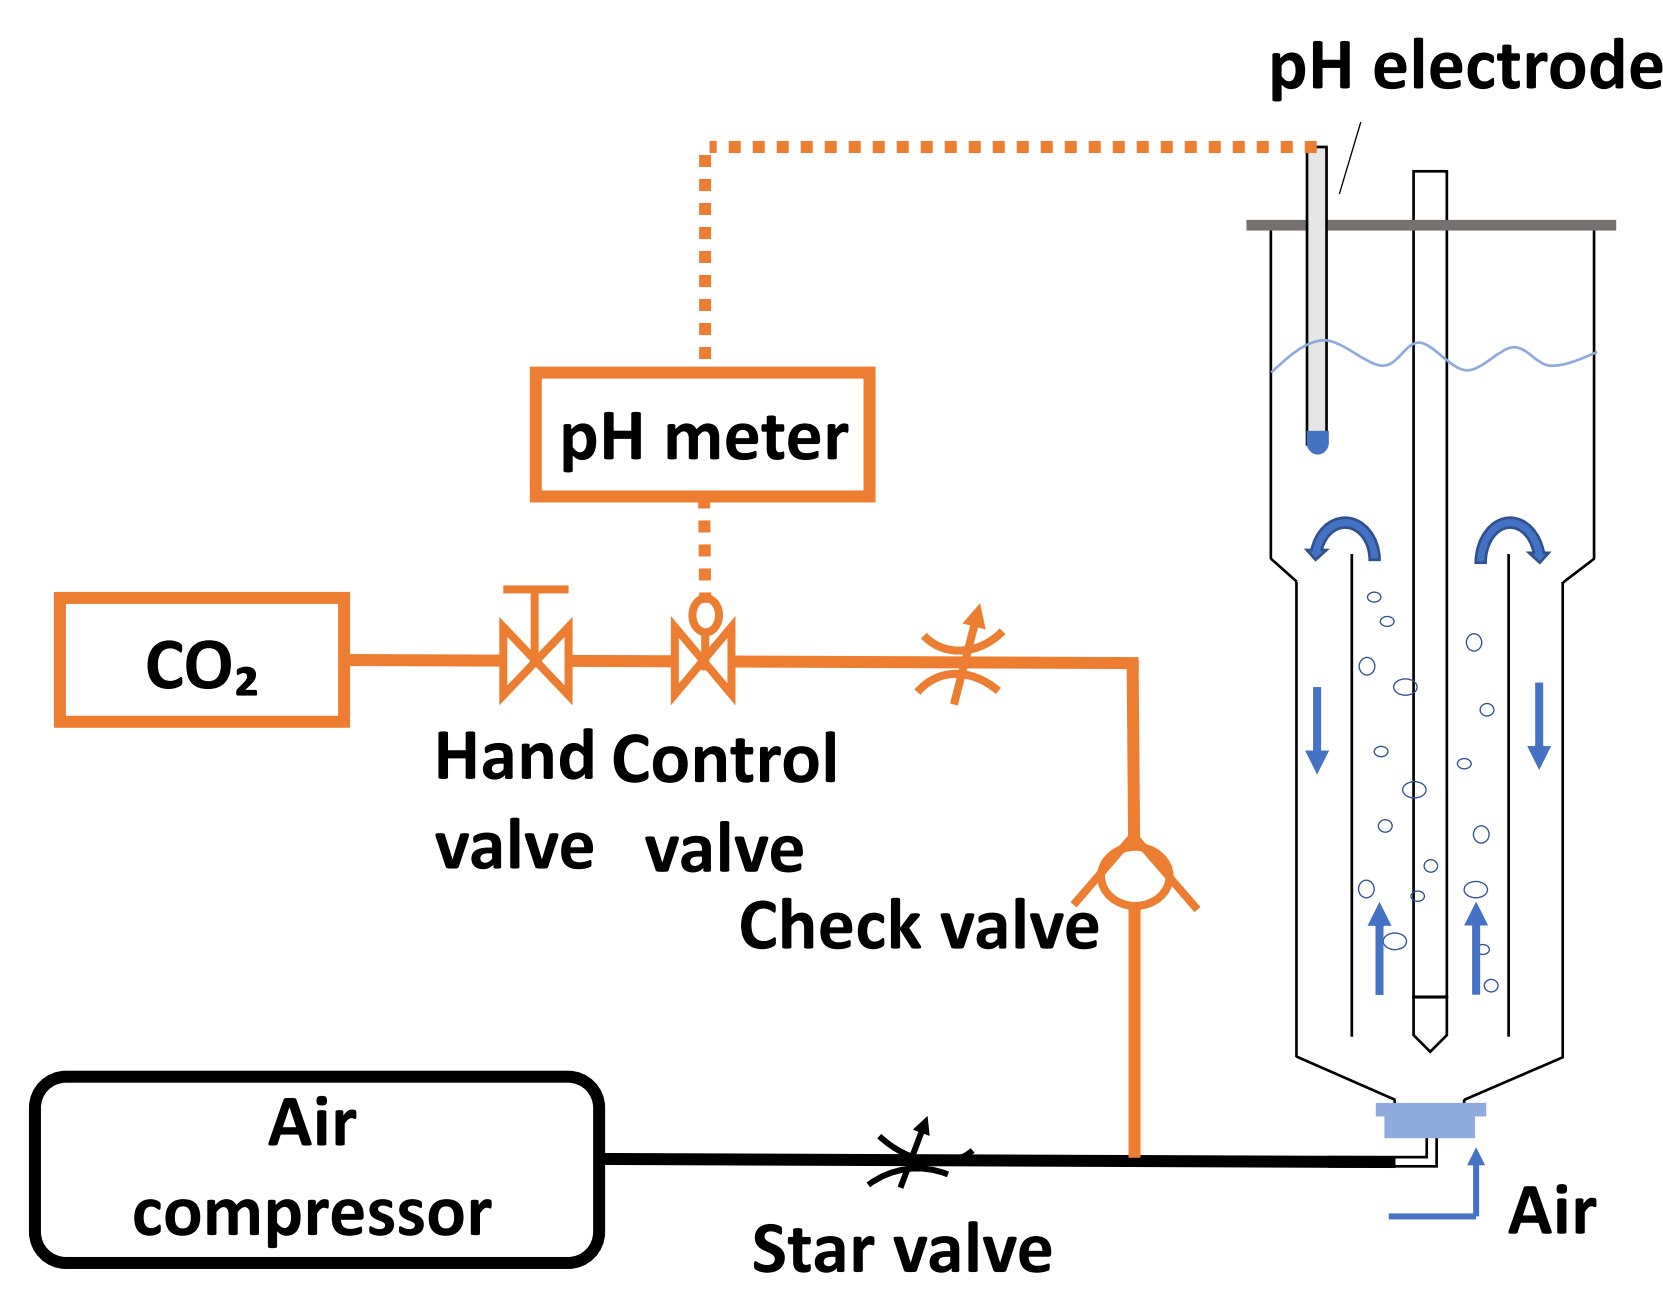 pH electrode
pH meter
CO₂
Hand
valve
Control
valve
Check valve
Air
compressor
Star valve
Air